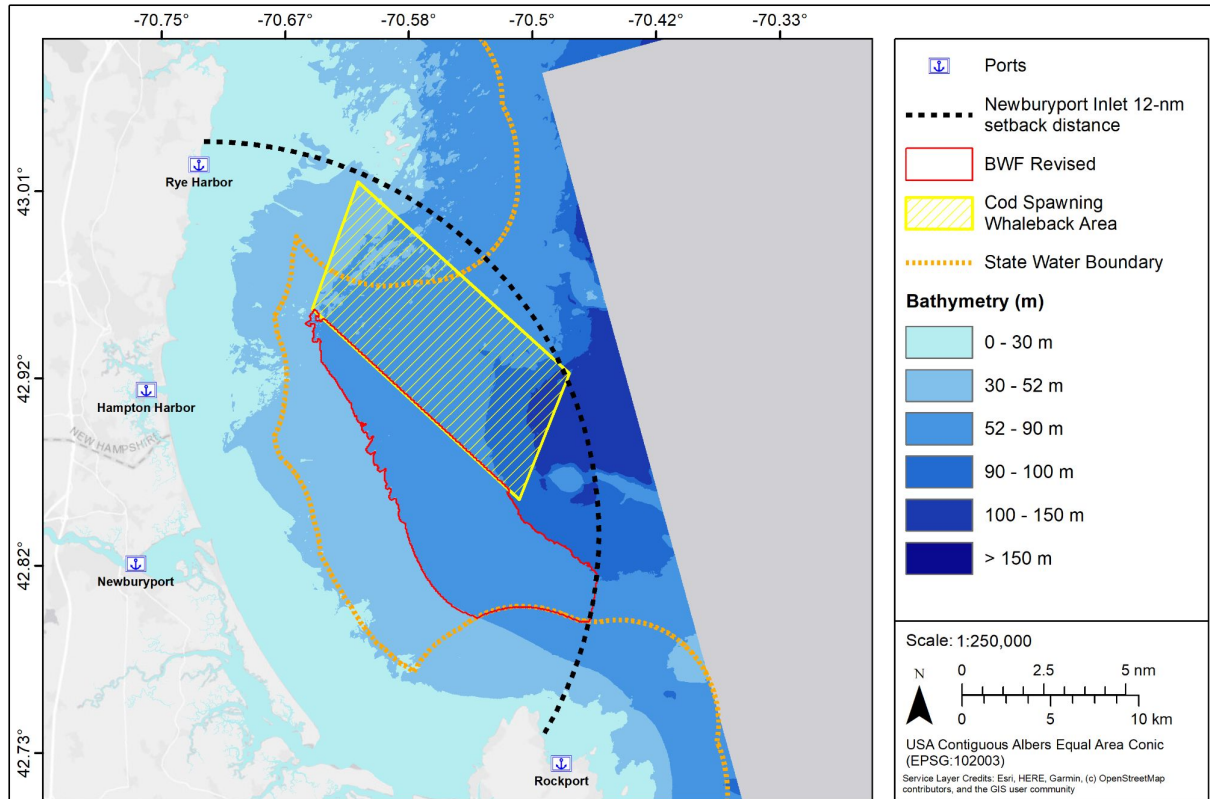 -70.75°
-70.67°
-70.58°
-70.5°
-70.42°
-70.33°
43.01°
42.92°
42.82°
42.73°
Rye Harbor
Hampton Harbor
NEW HAMPSHIRE
Newburyport
Rockport
Ports
Newburyport Inlet 12-nm
setback distance
BWF Revised
Cod Spawning
Whaleback Area
State Water Boundary
Bathymetry (m)
0 - 30 m
30 - 52 m
52 - 90 m
90 - 100 m
100 - 150 m
> 150 m
Scale: 1:250,000
N
0 2.5 5 nm
0 5 10 km
USA Contiguous Albers Equal Area Conic
(EPSG:102003)
Service Layer Credits: Esri, HERE, Garmin, (c) OpenStreetMap
contributors, and the GIS user community